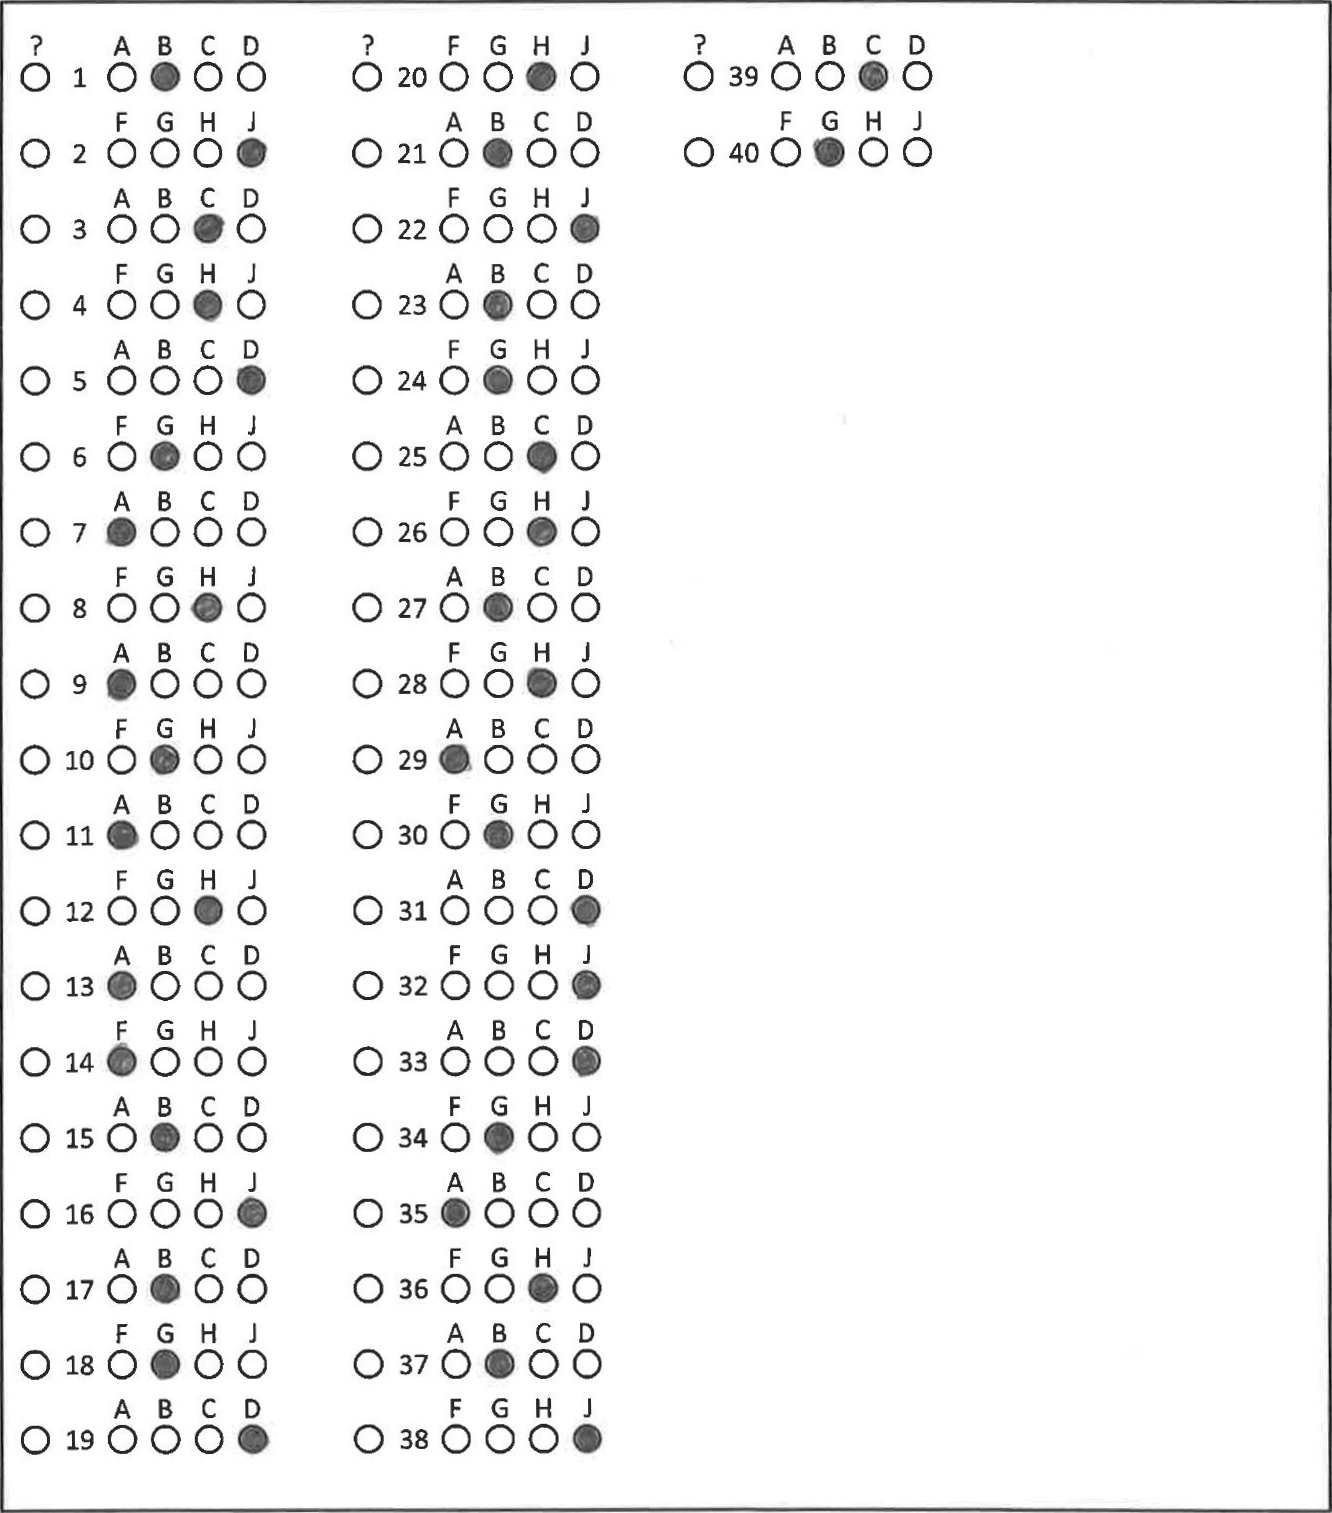 ? A B C D
1
F G H J
2
A B C D
3
F G H J
4
A B C D
5
F G H J
6
A B C D
7
F G H J
8
A B C D
9
F G H J
10
A B C D
11
F G H J
12
A B C D
13
F G H J
14
A B C D
15
F G H J
16
A B C D
17
F G H J
18
A B C D
19
? F G H J
20
A B C D
21
F G H J
22
A B C D
23
F G H J
24
A B C D
25
F G H J
26
A B C D
27
F G H J
28
A B C D
29
F G H J
30
A B C D
31
F G H J
32
A B C D
33
F G H J
34
A B C D
35
F G H J
36
A B C D
37
F G H J
38
? A B C D
39
F G H J
40